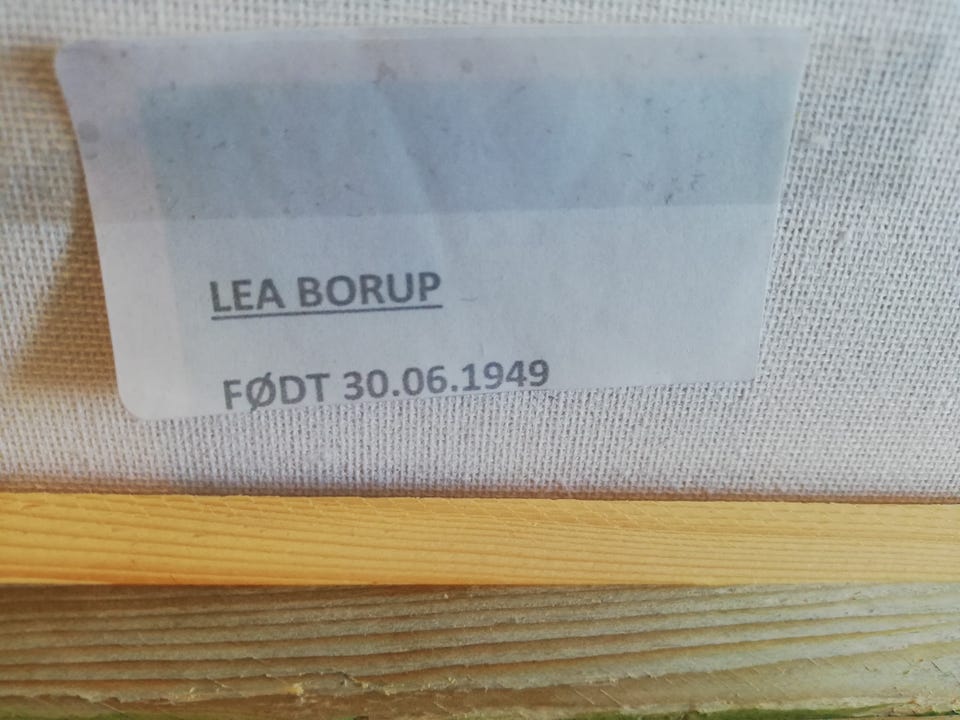 LEA BORUP
FØDT 30.06.1949